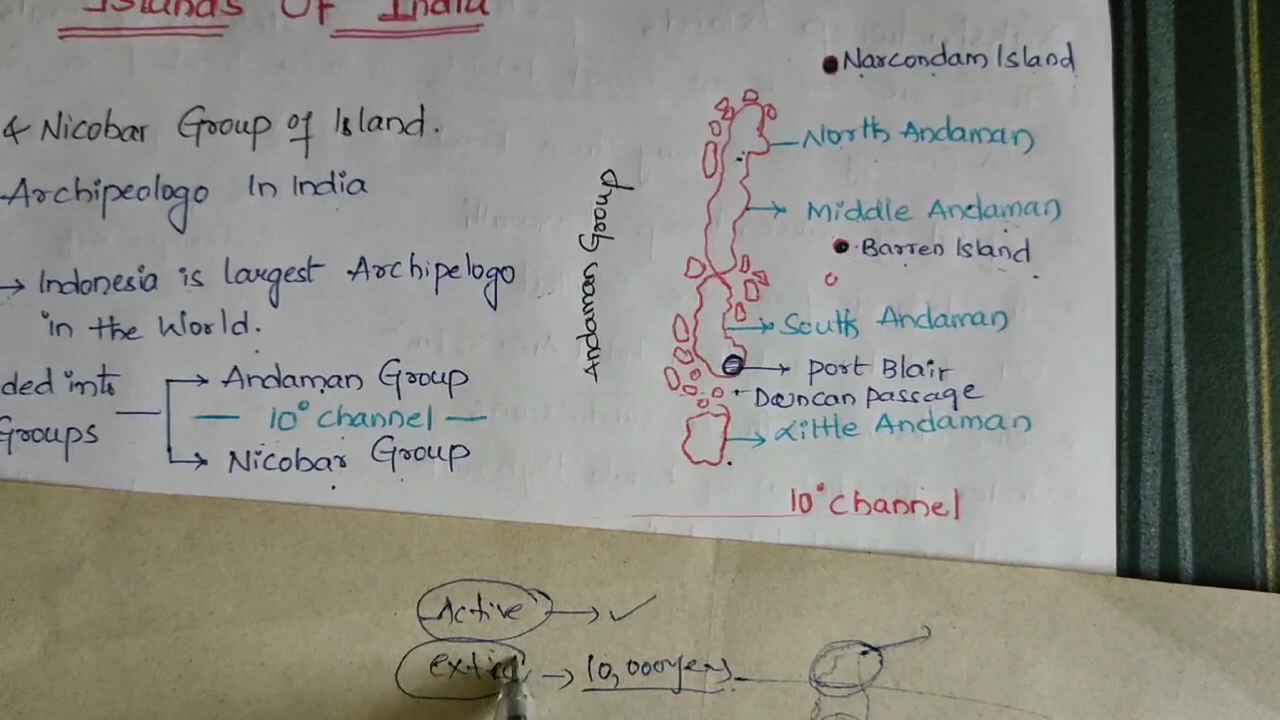 Islands Of India
& Nicobar Group of Island.
Archipeologo In India
→ Indonesia is largest Archipelogo
in the World.
ded into
Groups
→ Andaman Group
— 10° channel —
→ Nicobar Group
Andaman Group
Narcondam Island
North Andaman
→ Middle Andaman
Barren Island
→ South Andaman
→ port Blair
Duncan passage
→ Little Andaman
10° channel
Active → ✓
→ 10,000 years